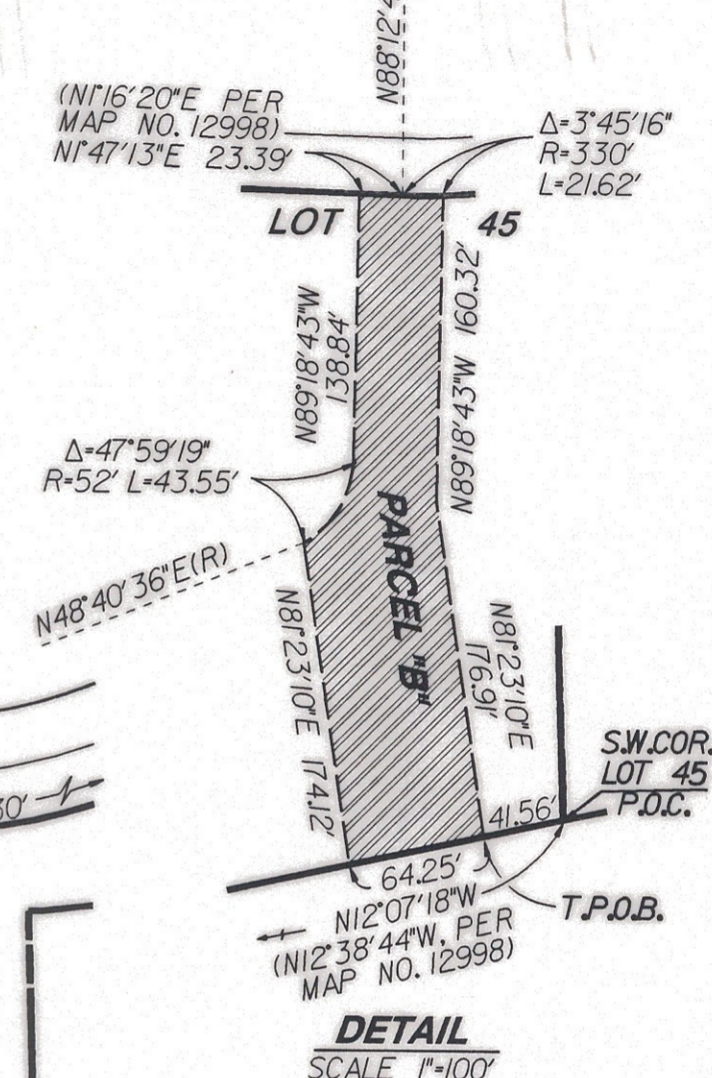 N88°12'4
(N1°16'20"E PER
MAP NO. 12998)
N1°47'13"E 23.39'
Δ=3°45'16"
R=330'
L=21.62'
LOT 45
N89°18'43"W
138.84'
N89°18'43"W 160.32'
Δ=47°59'19"
R=52' L=43.55'
N48°40'36"E(R)
PARCEL "B"
N81°23'10"E 174.12'
N81°23'10"E
176.91'
S.W.COR.
LOT 45
P.O.C.
30'
41.56'
64.25'
T.P.O.B.
N12°07'18"W
(N12°38'44"W, PER
MAP NO. 12998)
DETAIL
SCALE 1"=100'